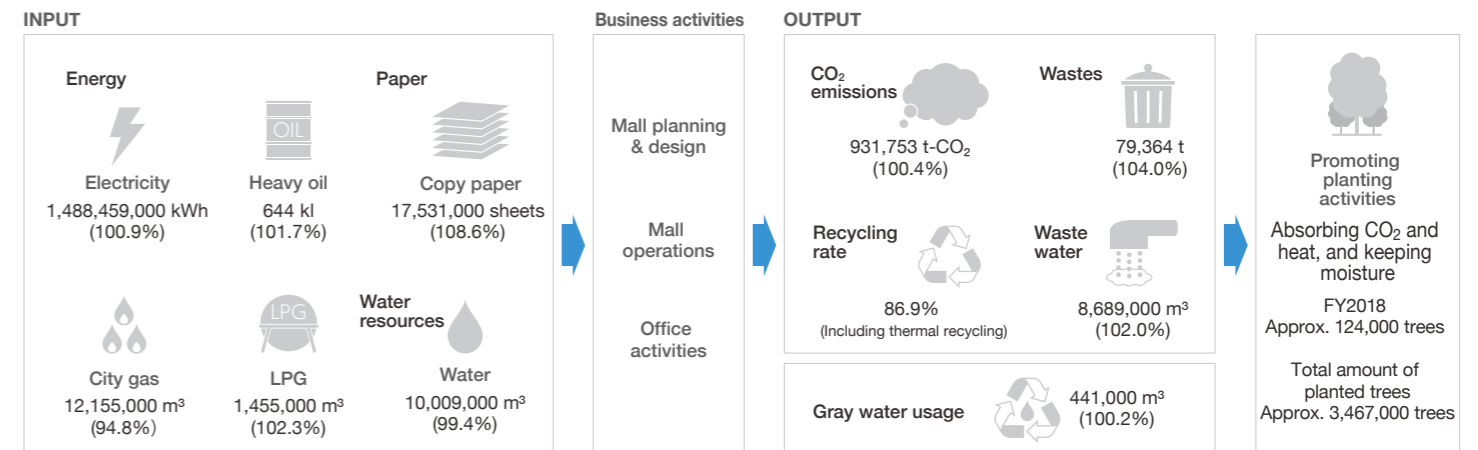 INPUT
Energy
Paper
OIL
Electricity
1,488,459,000 kWh
(100.9%)
Heavy oil
644 kl
(101.7%)
Copy paper
17,531,000 sheets
(108.6%)
LPG
Water
resources
City gas
12,155,000 m³
(94.8%)
LPG
1,455,000 m³
(102.3%)
Water
10,009,000 m³
(99.4%)
Business activities
Mall planning
& design
Mall
operations
Office
activities
OUTPUT
CO₂
emissions
931,753 t-CO₂
(100.4%)
Wastes
79,364 t
(104.0%)
Recycling
rate
86.9%
(Including thermal recycling)
Waste
water
8,689,000 m³
(102.0%)
Gray water usage
441,000 m³
(100.2%)
Promoting
planting
activities
Absorbing CO₂ and
heat, and keeping
moisture
FY2018
Approx. 124,000 trees
Total amount of
planted trees
Approx. 3,467,000 trees